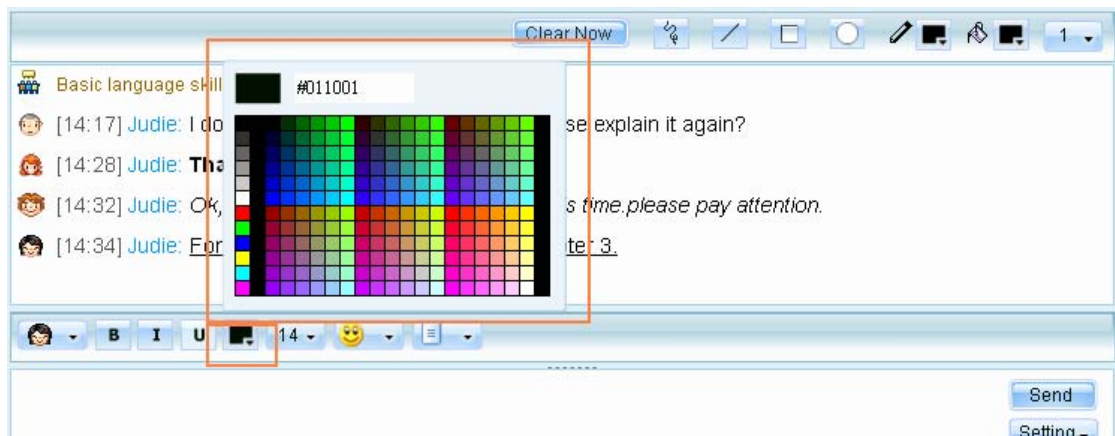 Clear Now 1
#011001
Basic language skill
[14:17] Judie: I do se explain it again?
[14:28] Judie: Tha
[14:32] Judie: Ok, s time.please pay attention.
[14:34] Judie: For ter 3.
B I U 14
Send
Setting